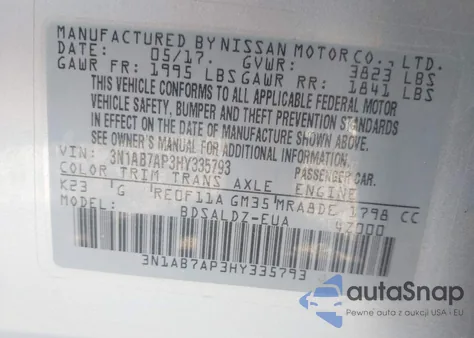 MANUFACTURED BY NISSAN MOTOR CO., LTD.
DATE: 05/17. GVWR: 3823 LBS
GAWR FR: 1995 LBS GAWR RR: 1841 LBS
THIS VEHICLE CONFORMS TO ALL APPLICABLE FEDERAL MOTOR
VEHICLE SAFETY, BUMPER AND THEFT PREVENTION STANDARDS
IN EFFECT ON THE DATE OF MANUFACTURE SHOWN ABOVE.
SEE OWNER'S MANUAL FOR ADDITIONAL INFORMATION
VIN: 3N1AB7AP3HY335793 PASSENGER CAR.
COLOR TRIM TRANS AXLE ENGINE
K23 G RE0F11A GM35 MRA8DE 1798 CC
BDSALDZ-EUA 4Z000
3N1AB7AP3HY335793
autoSnap
Pewne auta z aukcji USA i EU